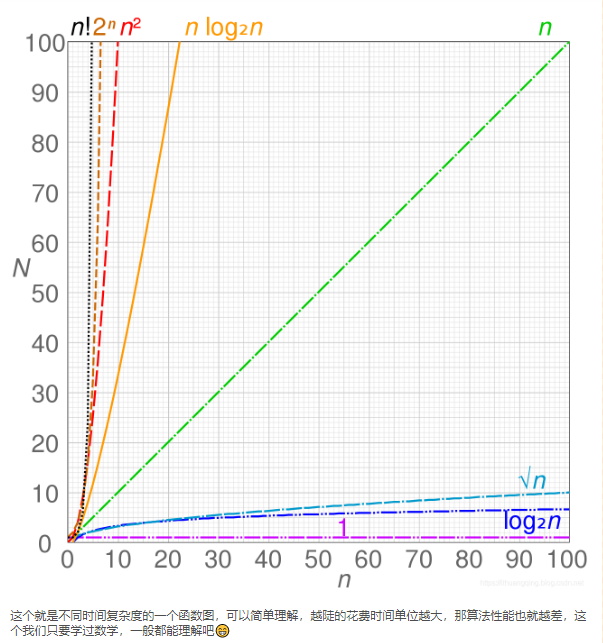 n! 2ⁿ n² n log₂n n
100
90
80
70
60
N
50
40
30
20
10
√n
log₂n
1
0
0 10 20 30 40 50 60 70 80 90 100
n
这个就是不同时间复杂度的一个函数图，可以简单理解，越陡的花费时间单位越大，那算法性能也就越差，这
个我们只要学过数学，一般都能理解吧😁